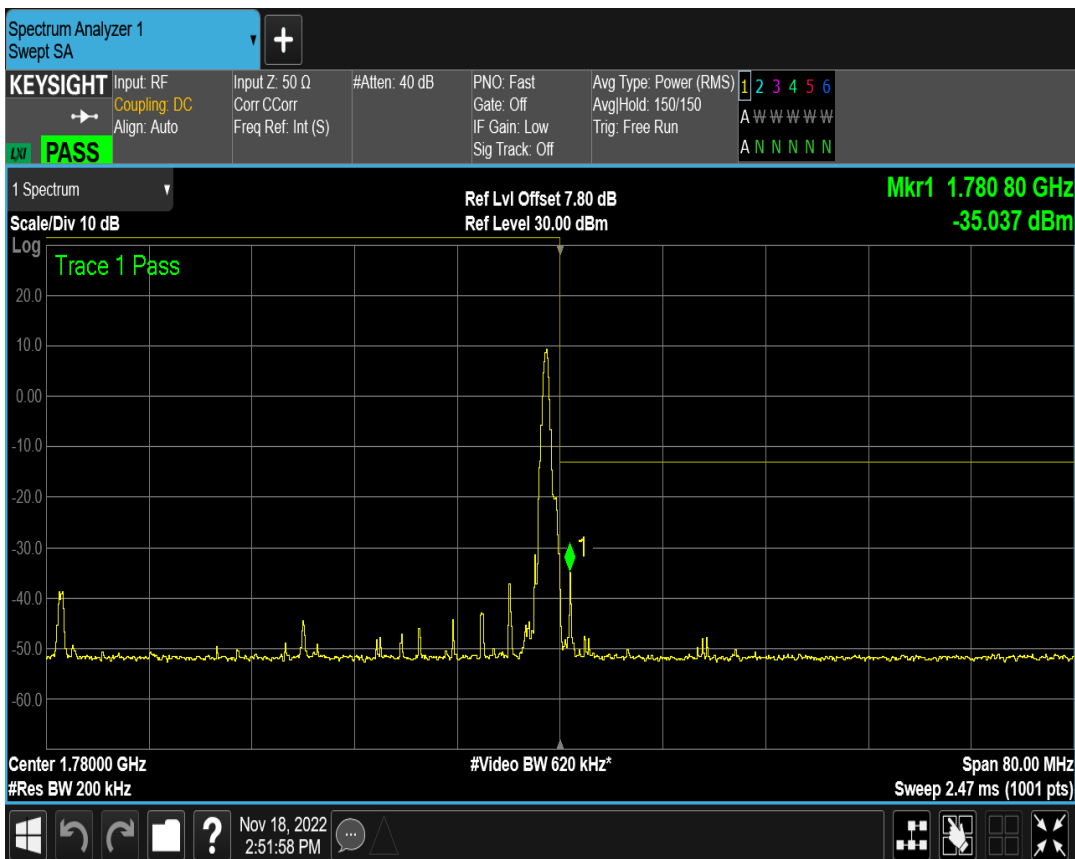 Spectrum Analyzer 1
Swept SA
+
KEYSIGHT
LXI PASS
Input: RF
Coupling: DC
Align: Auto
Input Z: 50 Ω
Corr CCorr
Freq Ref: Int (S)
#Atten: 40 dB
PNO: Fast
Gate: Off
IF Gain: Low
Sig Track: Off
Avg Type: Power (RMS)
Avg|Hold: 150/150
Trig: Free Run
1 2 3 4 5 6
A W W W W W
A N N N N N
1 Spectrum
Scale/Div 10 dB
Ref Lvl Offset 7.80 dB
Ref Level 30.00 dBm
Mkr1 1.780 80 GHz
-35.037 dBm
Log
Trace 1 Pass
20.0
10.0
0.00
-10.0
-20.0
-30.0
-40.0
-50.0
-60.0
1
Center 1.78000 GHz
#Res BW 200 kHz
#Video BW 620 kHz*
Span 80.00 MHz
Sweep 2.47 ms (1001 pts)
?
Nov 18, 2022
2:51:58 PM